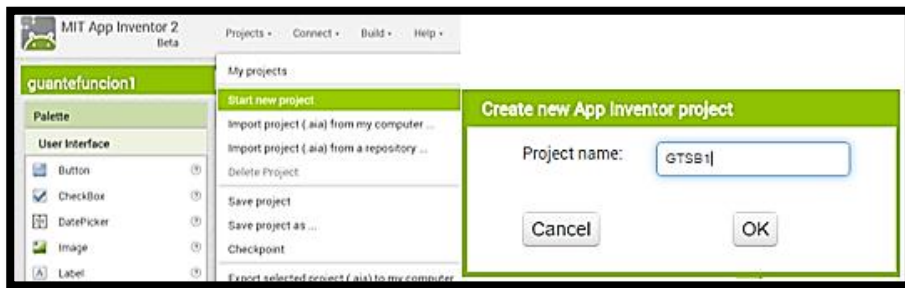 MIT App Inventor 2
Beta
Projects Connect Build Help
guantefuncion1
Palette
User Interface
Button
CheckBox
DatePicker
Image
Label
My projects
Start new project
Import project (.aia) from my computer ...
Import project (.aia) from a repository ...
Delete Project
Save project
Save project as ...
Checkpoint
Export selected project (.aia) to my computer
Create new App Inventor project
Project name: GTSB1
Cancel OK